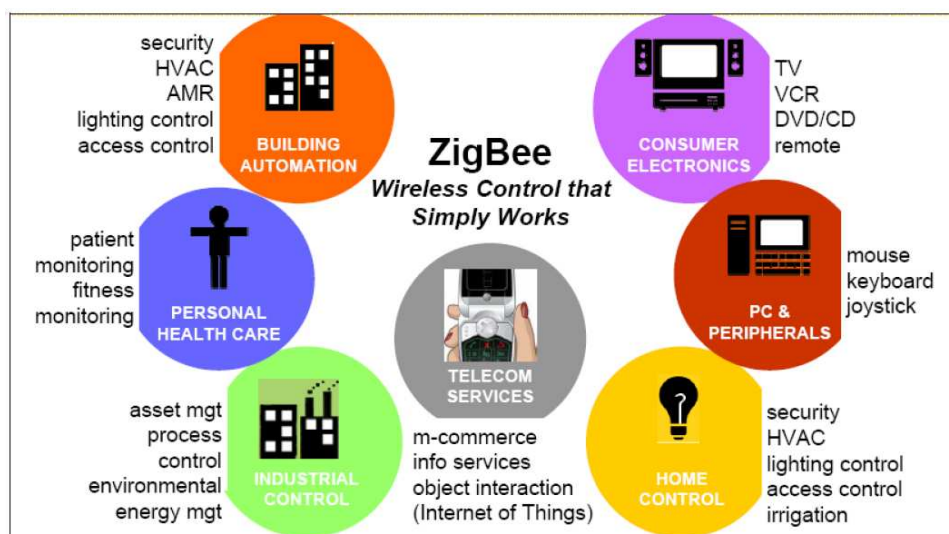 security
HVAC
AMR
lighting control
access control
BUILDING
AUTOMATION
ZigBee
Wireless Control that
Simply Works
CONSUMER
ELECTRONICS
TV
VCR
DVD/CD
remote
patient
monitoring
fitness
monitoring
PERSONAL
HEALTH CARE
TELECOM
SERVICES
m-commerce
info services
object interaction
(Internet of Things)
PC &
PERIPHERALS
mouse
keyboard
joystick
asset mgt
process
control
environmental
energy mgt
INDUSTRIAL
CONTROL
HOME
CONTROL
security
HVAC
lighting control
access control
irrigation